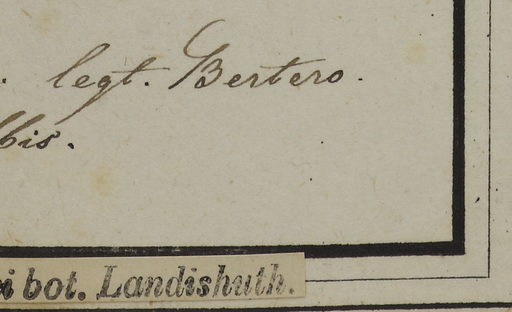 . legt. Bertero.
bis.
i bot. Landishuth.